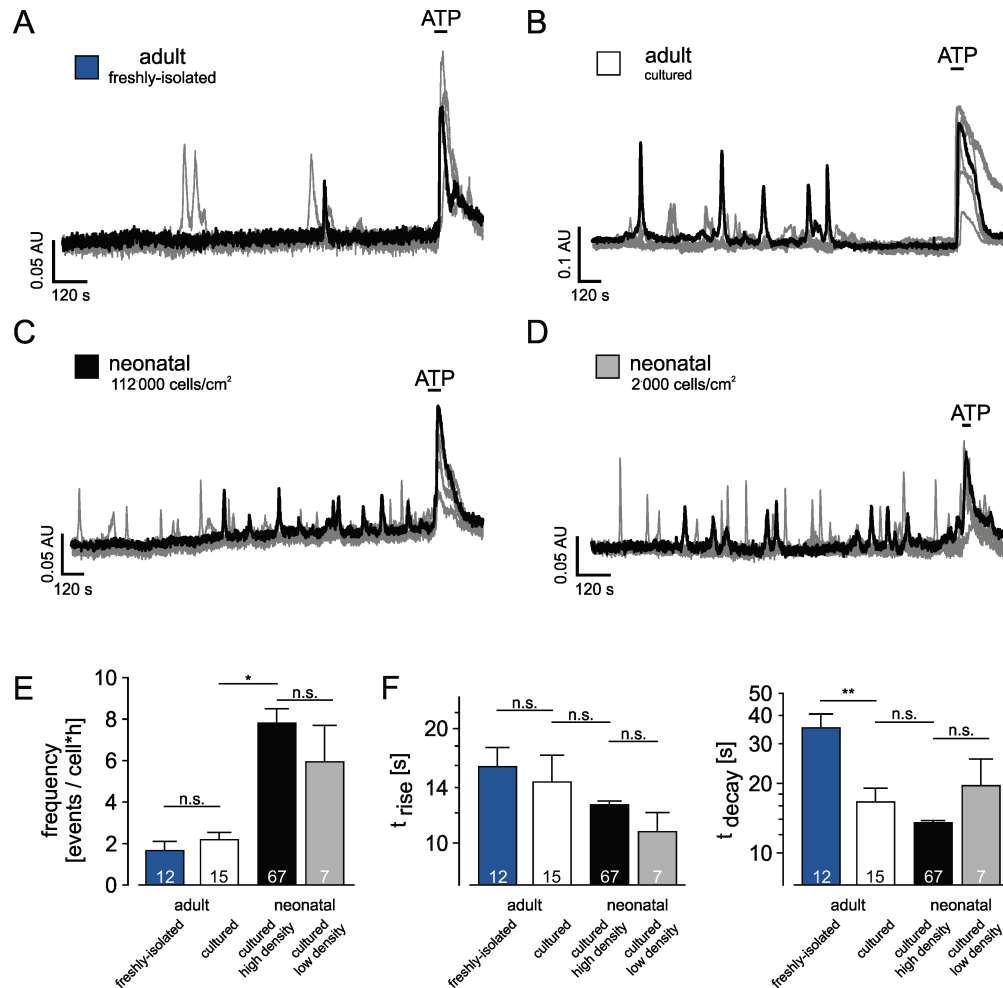 A
adult
freshly-isolated
ATP
0.05 AU
120 s
B
adult
cultured
ATP
0.1 AU
120 s
C
neonatal
112'000 cells/cm²
ATP
0.05 AU
120 s
D
neonatal
2'000 cells/cm²
ATP
0.05 AU
120 s
E
frequency
[events / cell*h]
10
8
6
4
2
0
n.s.
*
n.s.
12
15
67
7
adult
neonatal
freshly-isolated
cultured
cultured
high density
cultured
low density
F
t rise [s]
20
14
10
n.s.
n.s.
n.s.
12
15
67
7
adult
neonatal
freshly-isolated
cultured
cultured
high density
cultured
low density
t decay [s]
50
40
30
20
10
**
n.s.
n.s.
12
15
67
7
adult
neonatal
freshly-isolated
cultured
cultured
high density
cultured
low density